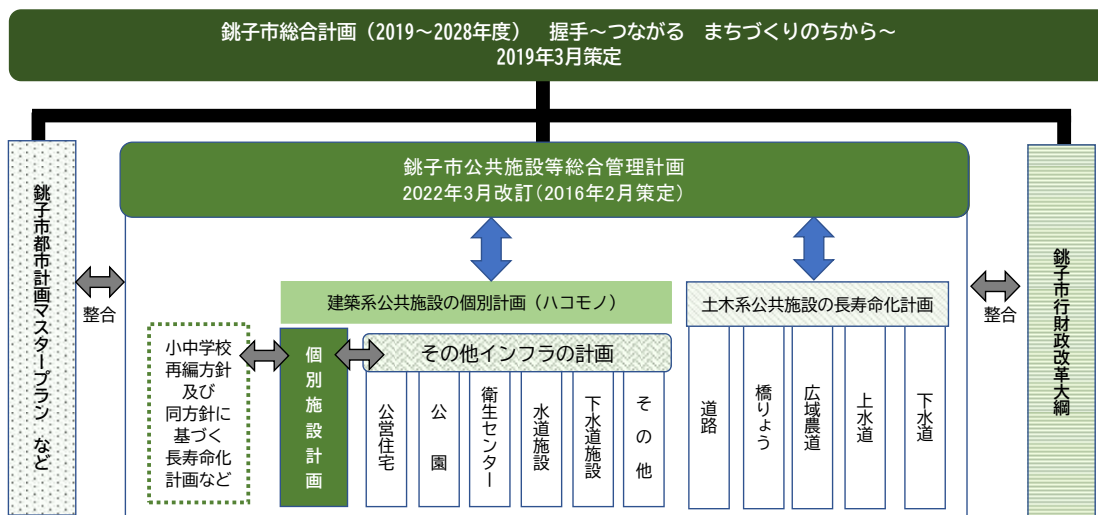 銚子市総合計画（2019～2028年度）　握手～つながる　まちづくりのちから～
2019年3月策定
銚子市都市計画マスタープラン など
整合
銚子市公共施設等総合管理計画
2022年3月改訂(2016年2月策定)
建築系公共施設の個別計画（ハコモノ）
小中学校
再編方針
及び
同方針に
基づく
長寿命化
計画など
個別施設計画
その他インフラの計画
公営住宅
公　園
衛生センター
水道施設
下水道施設
その他
土木系公共施設の長寿命化計画
道路
橋りょう
広域農道
上水道
下水道
整合
銚子市行財政改革大綱